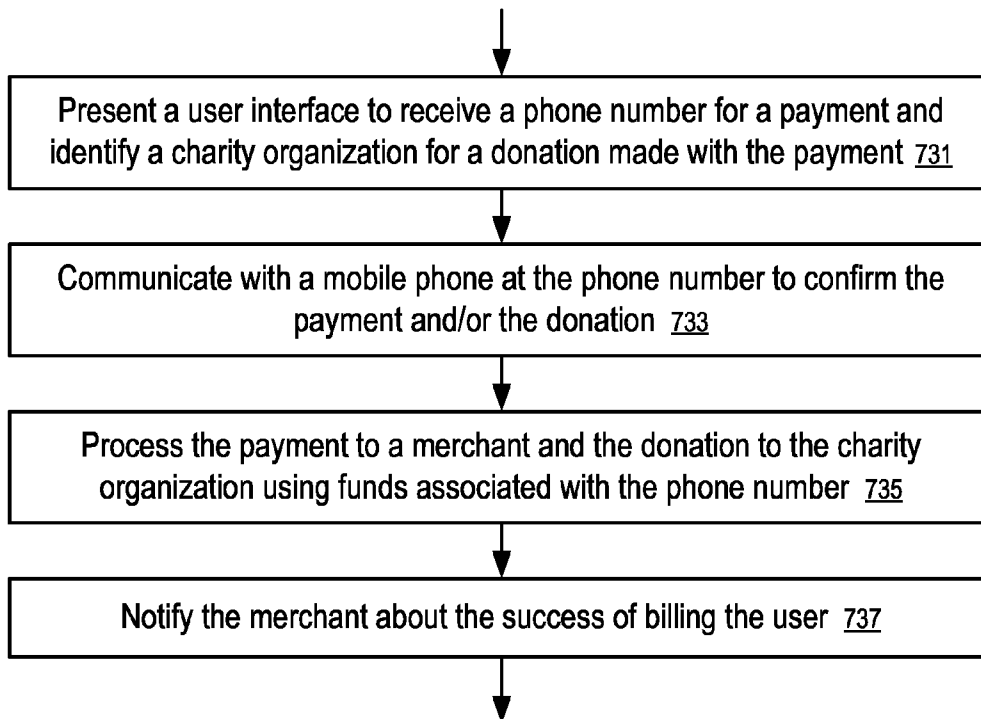 Present a user interface to receive a phone number for a payment and
identify a charity organization for a donation made with the payment 731
Communicate with a mobile phone at the phone number to confirm the
payment and/or the donation 733
Process the payment to a merchant and the donation to the charity
organization using funds associated with the phone number 735
Notify the merchant about the success of billing the user 737